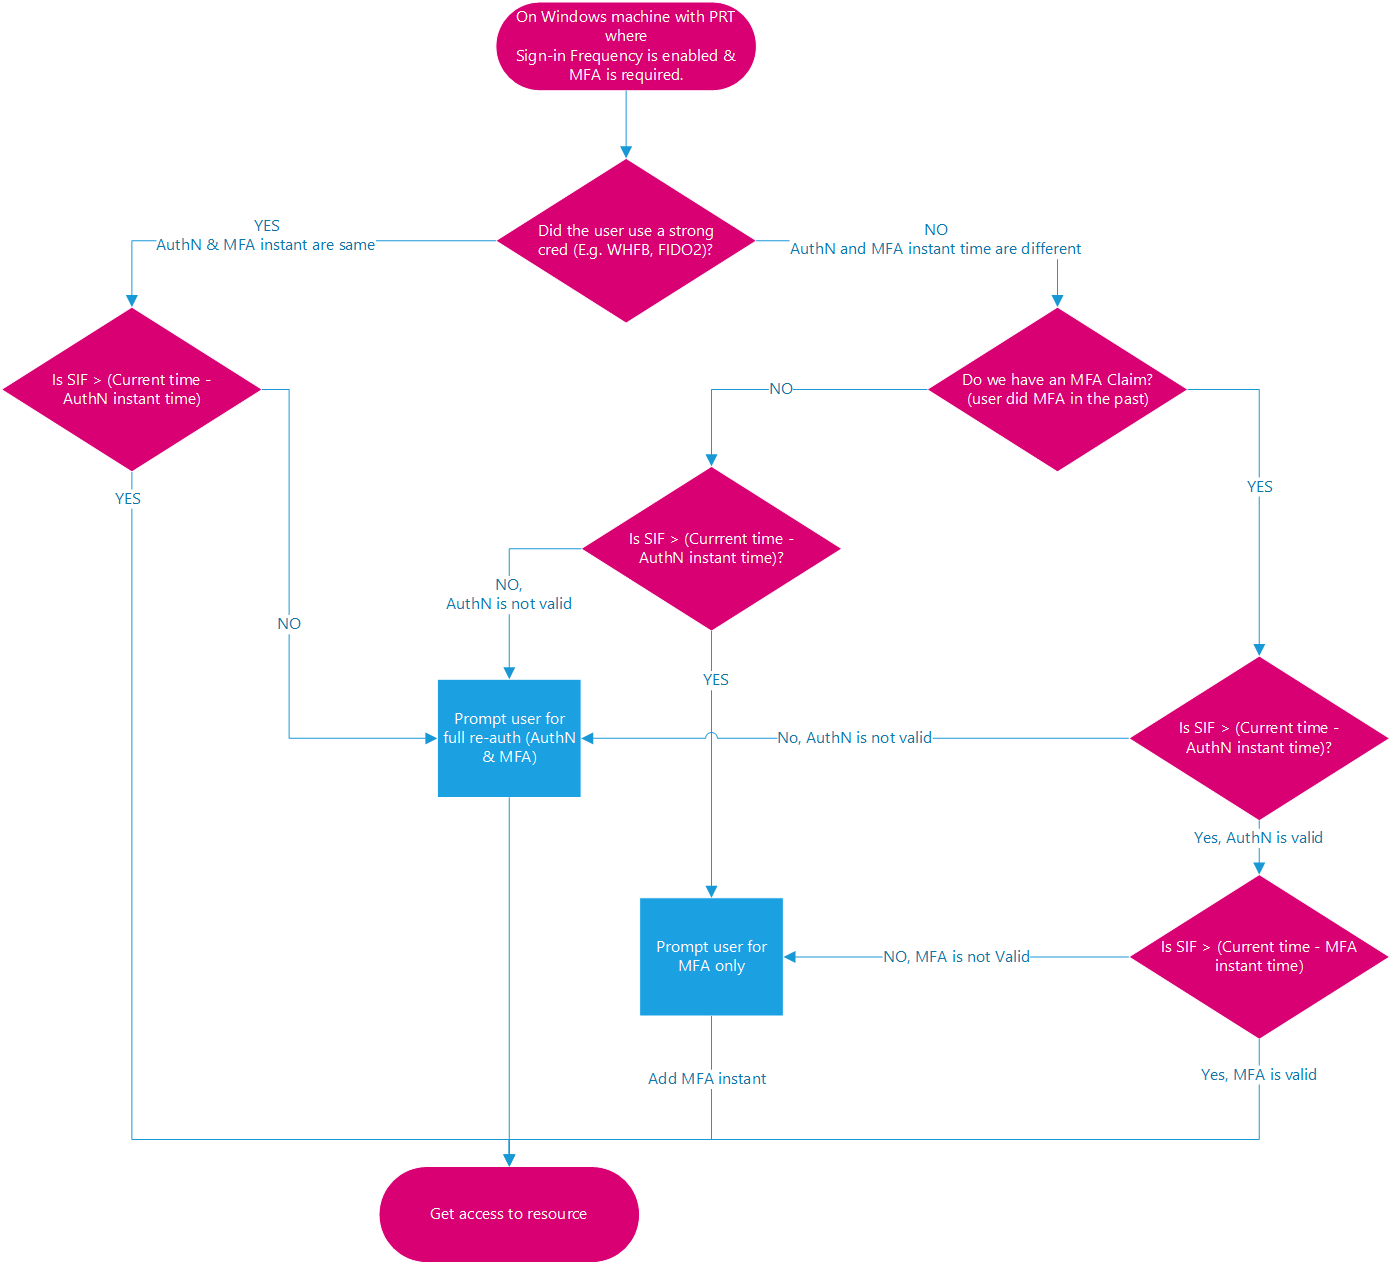 On Windows machine with PRT
where
Sign-in Frequency is enabled &
MFA is required.
Did the user use a strong
cred (E.g. WHFB, FIDO2)?
YES
AuthN & MFA instant are same
NO
AuthN and MFA instant time are different
Is SIF > (Current time -
AuthN instant time)
Do we have an MFA Claim?
(user did MFA in the past)
NO
YES
YES
Is SIF > (Currrent time -
AuthN instant time)?
NO,
AuthN is not valid
NO
YES
Prompt user for
full re-auth (AuthN
& MFA)
No, AuthN is not valid
Is SIF > (Current time -
AuthN instant time)?
Yes, AuthN is valid
Prompt user for
MFA only
NO, MFA is not Valid
Is SIF > (Current time - MFA
instant time)
Add MFA instant
Yes, MFA is valid
Get access to resource